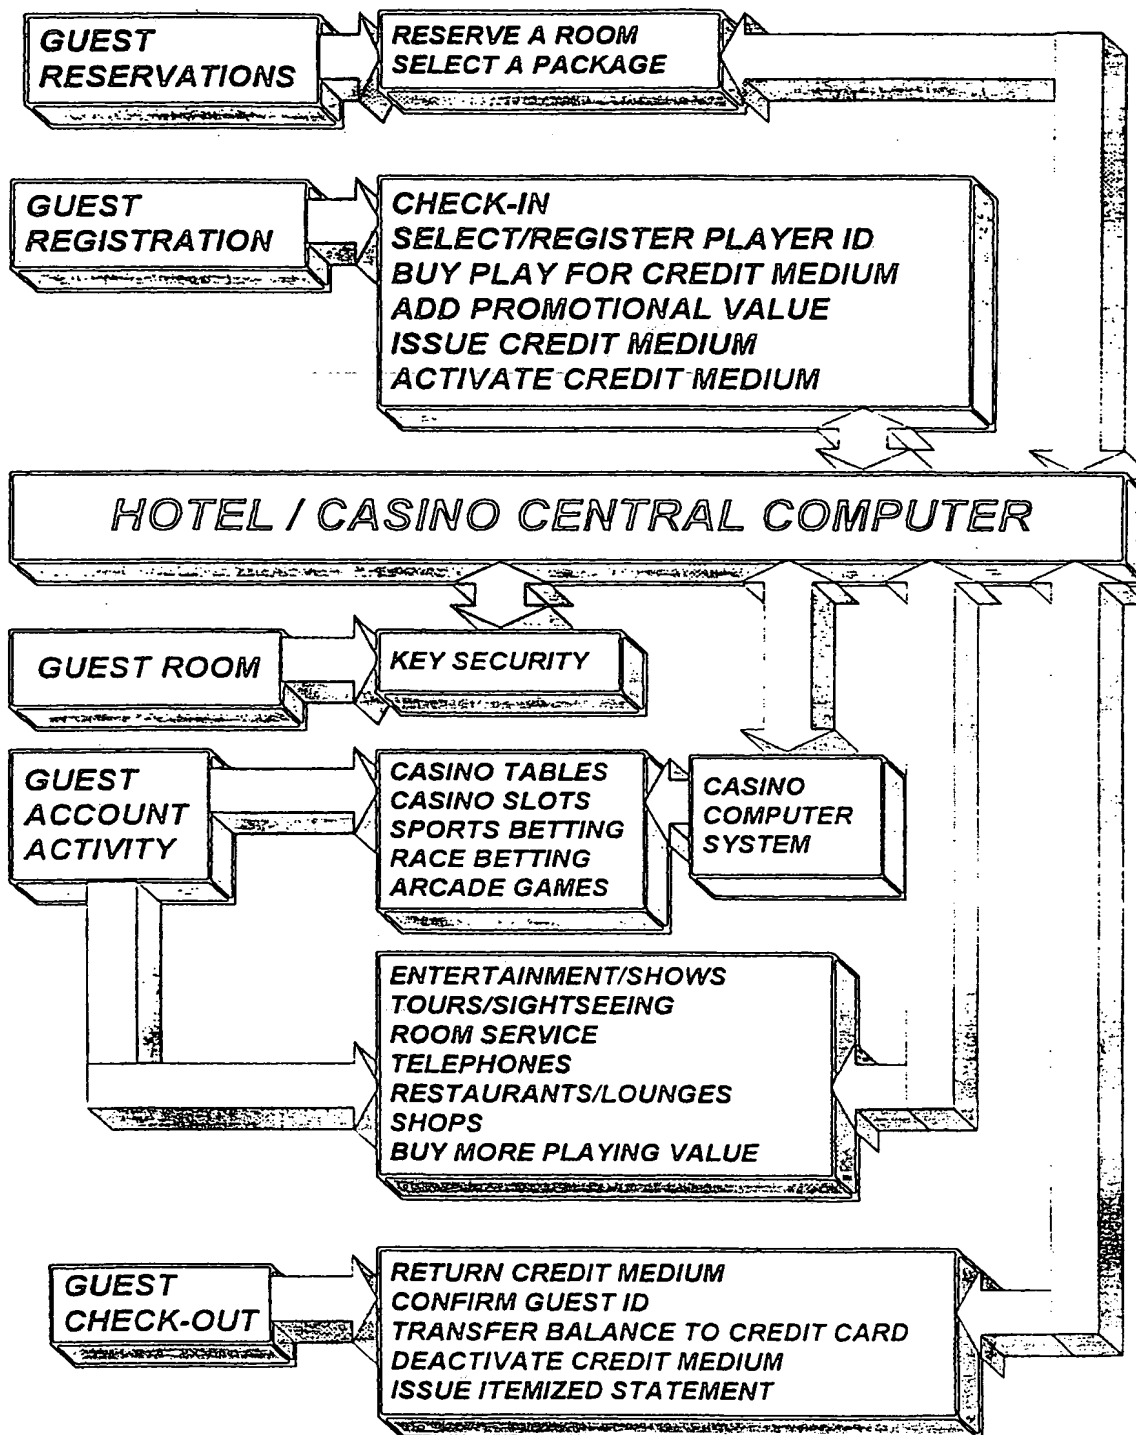 GUEST
RESERVATIONS
RESERVE A ROOM
SELECT A PACKAGE
GUEST
REGISTRATION
CHECK-IN
SELECT/REGISTER PLAYER ID
BUY PLAY FOR CREDIT MEDIUM
ADD PROMOTIONAL VALUE
ISSUE CREDIT MEDIUM
ACTIVATE CREDIT MEDIUM
HOTEL / CASINO CENTRAL COMPUTER
GUEST ROOM
KEY SECURITY
GUEST
ACCOUNT
ACTIVITY
CASINO TABLES
CASINO SLOTS
SPORTS BETTING
RACE BETTING
ARCADE GAMES
CASINO
COMPUTER
SYSTEM
ENTERTAINMENT/SHOWS
TOURS/SIGHTSEEING
ROOM SERVICE
TELEPHONES
RESTAURANTS/LOUNGES
SHOPS
BUY MORE PLAYING VALUE
GUEST
CHECK-OUT
RETURN CREDIT MEDIUM
CONFIRM GUEST ID
TRANSFER BALANCE TO CREDIT CARD
DEACTIVATE CREDIT MEDIUM
ISSUE ITEMIZED STATEMENT